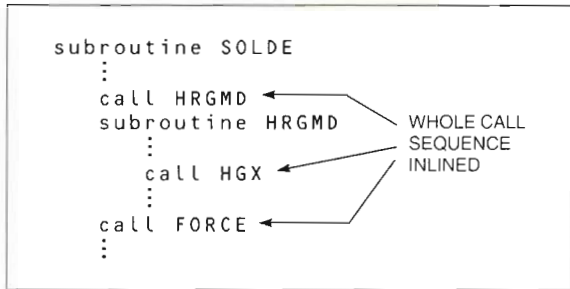 subroutine SOLDE
⋮
call HRGMD
subroutine HRGMD
⋮
call HGX
⋮
call FORCE
⋮
WHOLE CALL
SEQUENCE
INLINED